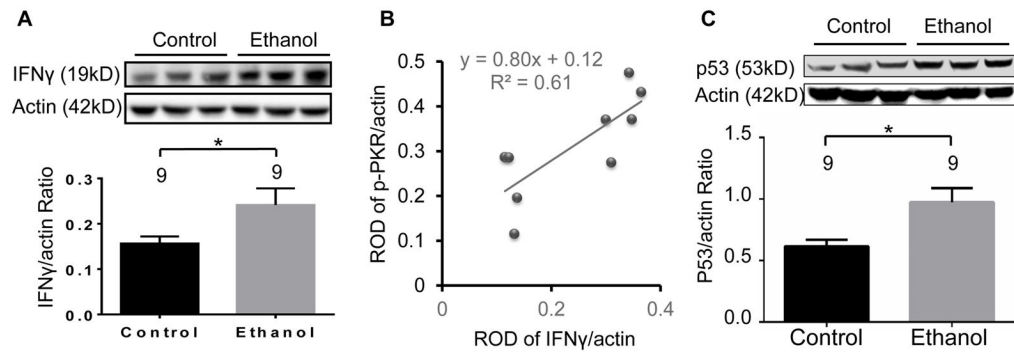 A
Control Ethanol
IFNγ (19kD)
Actin (42kD)
*
9 9
0.3
0.2
0.1
0.0
IFNγ/actin Ratio
Control Ethanol
B
y = 0.80x + 0.12
R² = 0.61
0.5
0.4
0.3
0.2
0.1
0
ROD of p-PKR/actin
0 0.2 0.4
ROD of IFNγ/actin
C
Control Ethanol
p53 (53kD)
Actin (42kD)
*
9 9
1.5
1.0
0.5
0.0
P53/actin Ratio
Control Ethanol